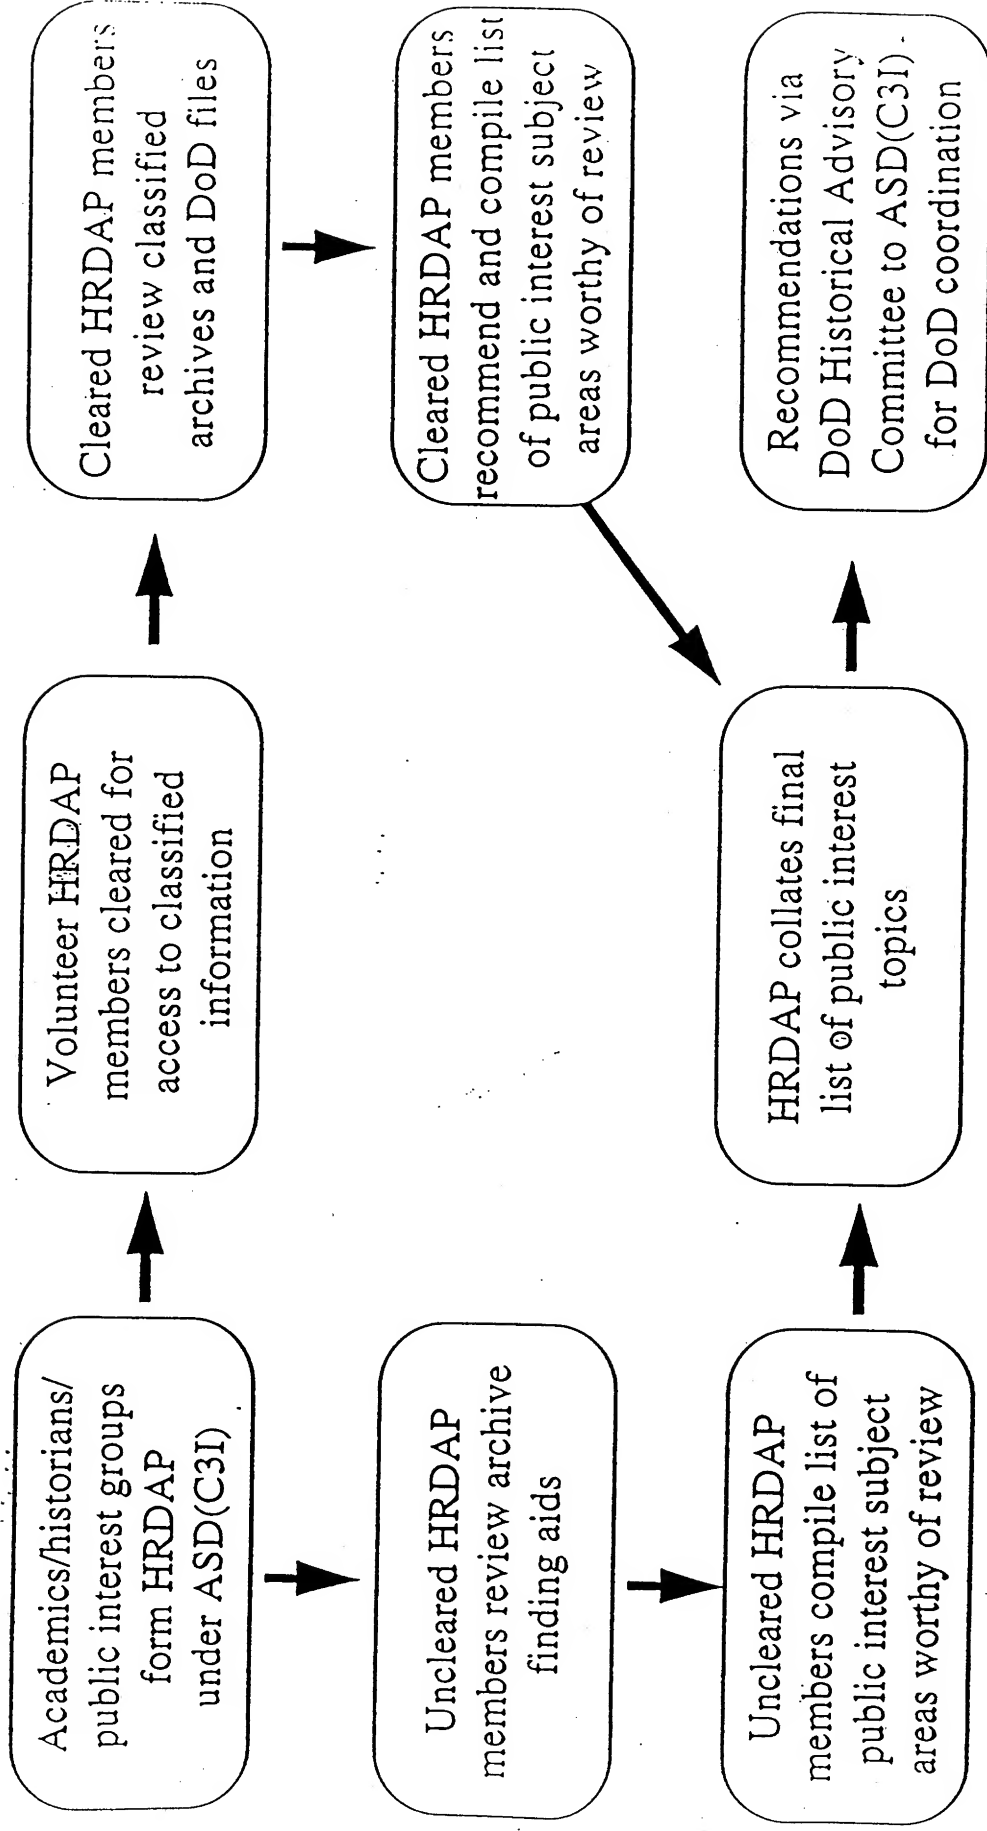 Academics/historians/
public interest groups
form HRDAP
under ASD(C3I)
Volunteer HRDAP
members cleared for
access to classified
information
Cleared HRDAP members
review classified
archives and DoD files
Uncleared HRDAP
members review archive
finding aids
Cleared HRDAP members
recommend and compile list
of public interest subject
areas worthy of review
Uncleared HRDAP
members compile list of
public interest subject
areas worthy of review
HRDAP collates final
list of public interest
topics
Recommendations via
DoD Historical Advisory
Committee to ASD(C3I)
for DoD coordination